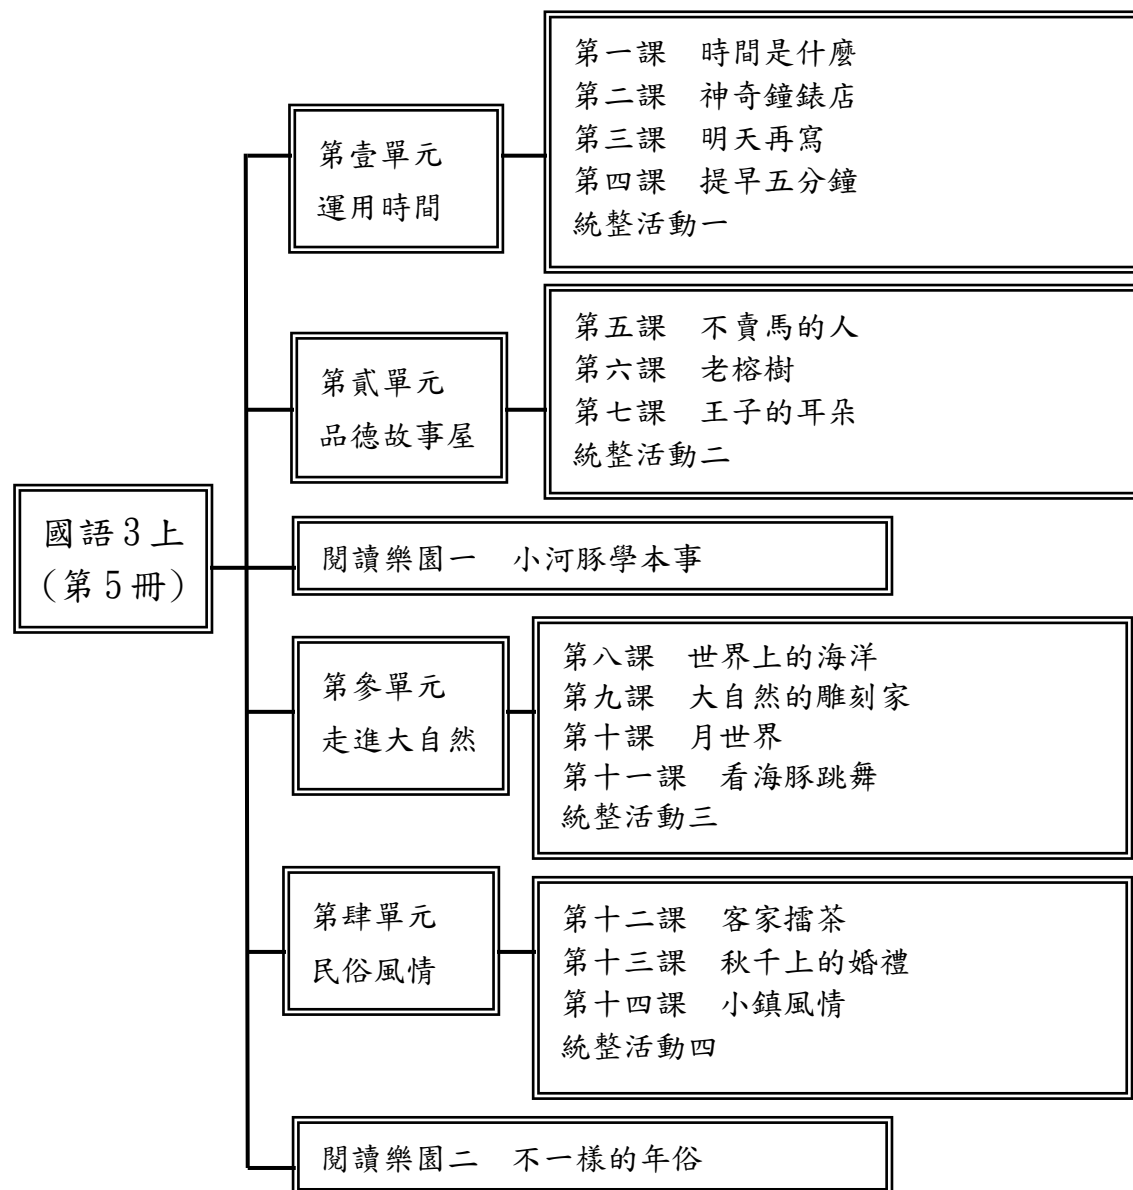 國語3上
（第5冊）
第壹單元
運用時間
第一課　時間是什麼
第二課　神奇鐘錶店
第三課　明天再寫
第四課　提早五分鐘
統整活動一
第貳單元
品德故事屋
第五課　不賣馬的人
第六課　老榕樹
第七課　王子的耳朵
統整活動二
閱讀樂園一　小河豚學本事
第參單元
走進大自然
第八課　世界上的海洋
第九課　大自然的雕刻家
第十課　月世界
第十一課　看海豚跳舞
統整活動三
第肆單元
民俗風情
第十二課　客家擂茶
第十三課　秋千上的婚禮
第十四課　小鎮風情
統整活動四
閱讀樂園二　不一樣的年俗